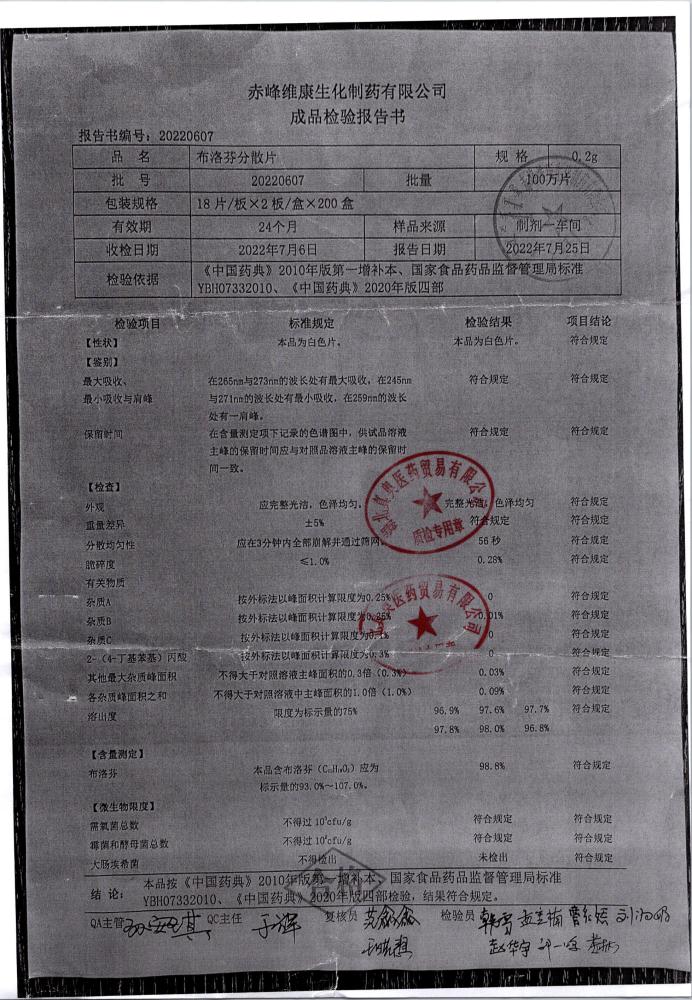 赤峰维康生化制药有限公司
成品检验报告书
报告书编号：20220607
品 名 布洛芬分散片 规 格 0.2g
批 号 20220607 批量 100万片
包装规格 18片/板×2板/盒×200盒
有效期 24个月 样品来源 制剂一车间
收检日期 2022年7月6日 报告日期 2022年7月25日
检验依据 《中国药典》2010年版第一增补本、国家食品药品监督管理局标准
YBH07332010、《中国药典》2020年版四部
检验项目 标准规定 检验结果 项目结论
【性状】 本品为白色片。 本品为白色片。 符合规定
【鉴别】
最大吸收、 在265nm与273nm的波长处有最大吸收，在245nm 符合规定 符合规定
最小吸收与肩峰 与271nm的波长处有最小吸收，在259nm的波长
处有一肩峰。
保留时间 在含量测定项下记录的色谱图中，供试品溶液 符合规定 符合规定
主峰的保留时间应与对照品溶液主峰的保留时
间一致。
【检查】
外观 应完整光洁，色泽均匀。 完整光洁，色泽均匀 符合规定
重量差异 ±5% 符合规定 符合规定
分散均匀性 应在3分钟内全部崩解并通过筛网 56秒 符合规定
脆碎度 ≤1.0% 0.28% 符合规定
有关物质
杂质A 按外标法以峰面积计算限度为0.25% 0 符合规定
杂质B 按外标法以峰面积计算限度为 0.01% 符合规定
杂质C 按外标法以峰面积计算限度为 0 符合规定
2-（4-丁基苯基）丙酸 按外标法以峰面积计算限度为0.3% 0 符合规定
其他最大杂质峰面积 不得大于对照溶液主峰面积的0.3倍（0.3%） 0.03% 符合规定
各杂质峰面积之和 不得大于对照溶液中主峰面积的1.0倍（1.0%） 0.09% 符合规定
溶出度 限度为标示量的75% 96.9% 97.6% 97.7% 符合规定
97.8% 98.0% 96.8%
【含量测定】
布洛芬 本品含布洛芬（C₁₃H₁₈O₂）应为 98.8% 符合规定
标示量的93.0%～107.0%。
【微生物限度】
需氧菌总数 不得过 cfu/g 符合规定 符合规定
霉菌和酵母菌总数 不得过 cfu/g 符合规定 符合规定
大肠埃希菌 不得检出 未检出 符合规定
结 论： 本品按《中国药典》2010年版第一增补本、国家食品药品监督管理局标准
YBH07332010、《中国药典》2020年版四部检验，结果符合规定。
QA主管 QC主任 于辉 复核员 检验员
医药贸易有限公司
质检专用章
医药贸易有限公司
合格